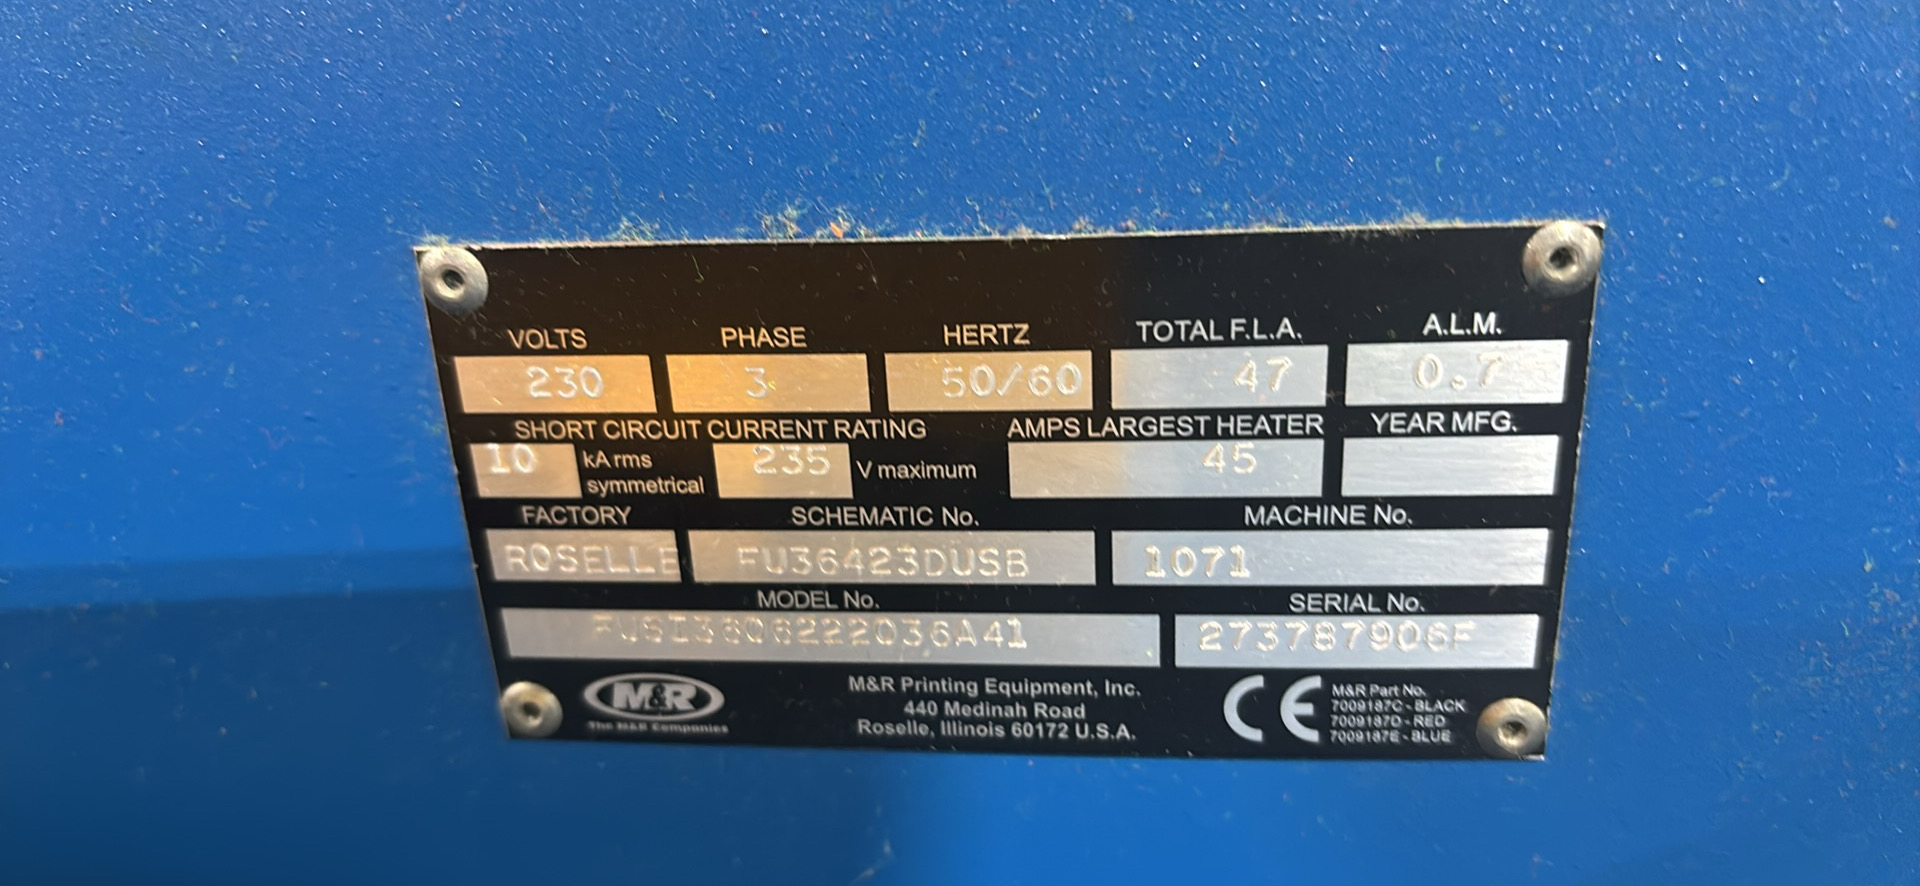 VOLTS PHASE HERTZ TOTAL F.L.A. A.L.M.
230 3 50/60 47 0.7
SHORT CIRCUIT CURRENT RATING AMPS LARGEST HEATER YEAR MFG.
10 kA rms symmetrical 235 V maximum 45
FACTORY SCHEMATIC No. MACHINE No.
ROSELLE FU36423DUSB 1071
MODEL No. SERIAL No.
FUSI3606222036A41 273787906F
M&R
The M&R Companies
M&R Printing Equipment, Inc.
440 Medinah Road
Roselle, Illinois 60172 U.S.A.
CE
M&R Part No.
7009187C - BLACK
7009187D - RED
7009187E - BLUE